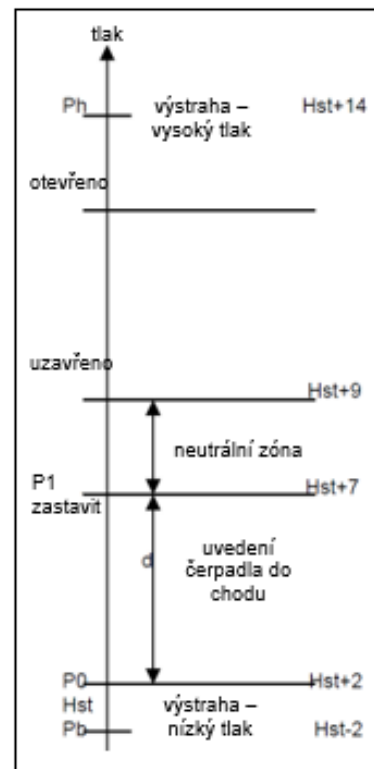 tlak
Ph výstraha – Hst+14
vysoký tlak
otevřeno
uzavřeno
Hst+9
neutrální zóna
P1 Hst+7
zastavit
uvedení
d čerpadla do
chodu
P0 Hst+2
Hst výstraha –
Pb nízký tlak Hst-2